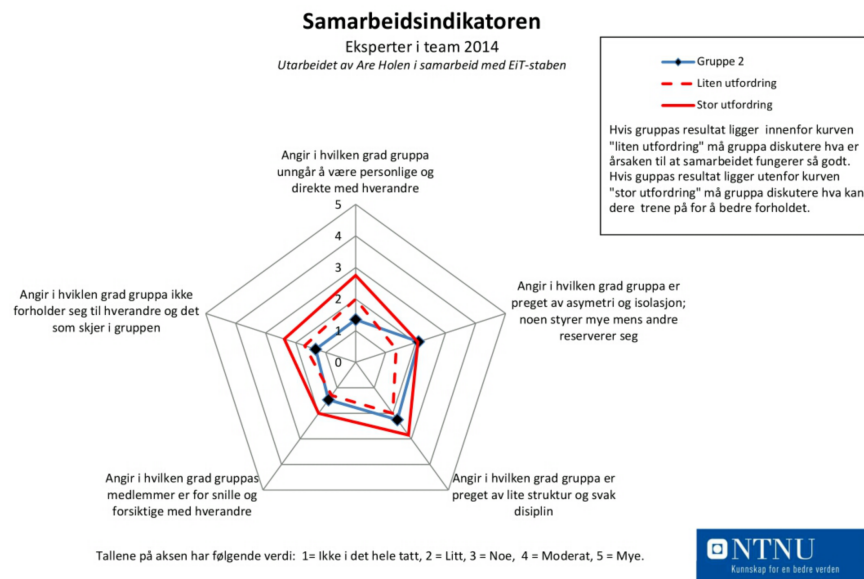 Samarbeidsindikatoren
Eksperter i team 2014
Utarbeidet av Are Holen i samarbeid med EiT-staben
Gruppe 2
Liten utfordring
Stor utfordring
Hvis gruppas resultat ligger innenfor kurven
"liten utfordring" må gruppa diskutere hva er
årsaken til at samarbeidet fungerer så godt.
Hvis guppas resultat ligger utenfor kurven
"stor utfordring" må gruppa diskutere hva kan
dere trene på for å bedre forholdet.
Angir i hvilken grad gruppa
unngår å være personlige og
direkte med hverandre
5
4
3
2
1
0
Angir i hvilken grad gruppa er
preget av asymetri og isolasjon;
noen styrer mye mens andre
reserverer seg
Angir i hviklen grad gruppa ikke
forholder seg til hverandre og det
som skjer i gruppen
Angir i hvilken grad gruppas
medlemmer er for snille og
forsiktige med hverandre
Angir i hvilken grad gruppa er
preget av lite struktur og svak
disiplin
Tallene på aksen har følgende verdi: 1= Ikke i det hele tatt, 2 = Litt, 3 = Noe, 4 = Moderat, 5 = Mye.
NTNU
Kunnskap for en bedre verden